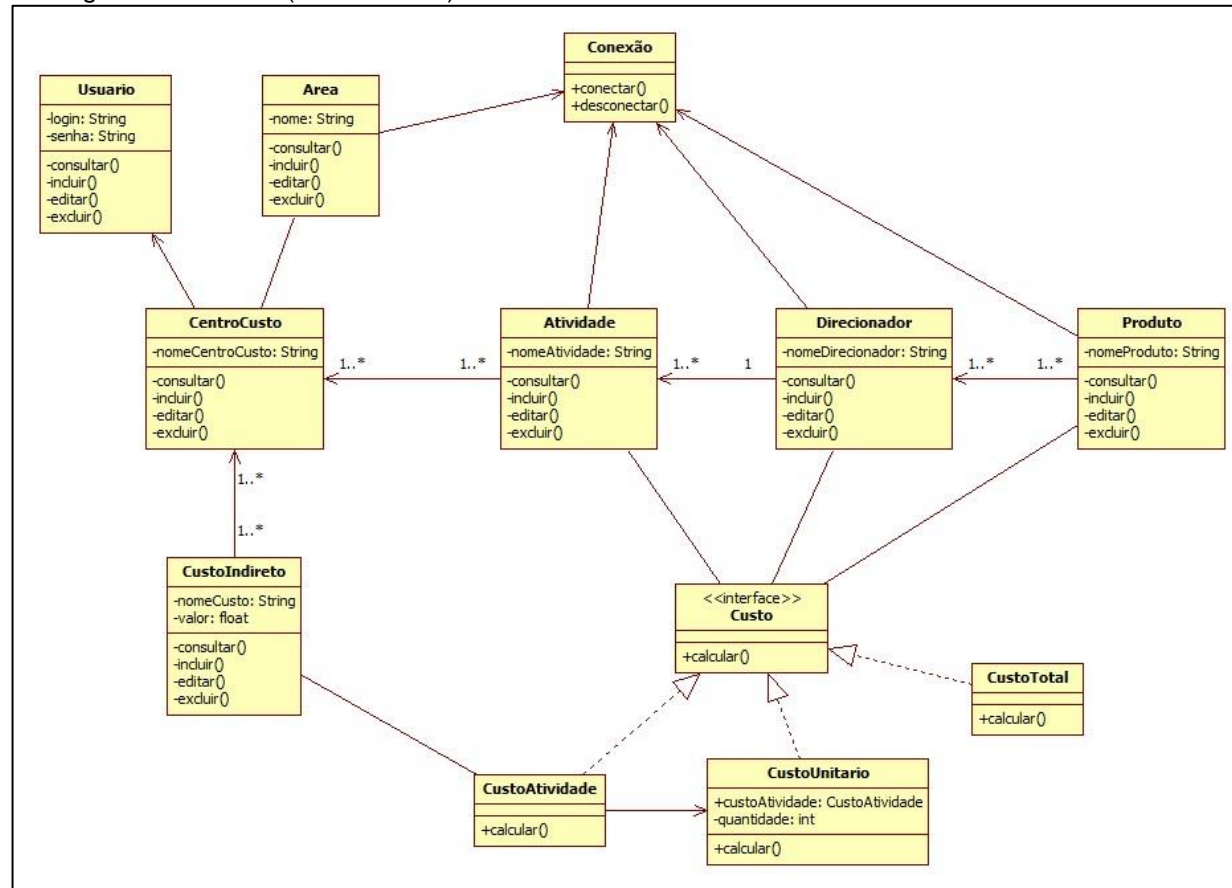 Conexão
+conectar()
+desconectar()
Usuario
-login: String
-senha: String
-consultar()
-incluir()
-editar()
-excluir()
Area
-nome: String
-consultar()
-incluir()
-editar()
-excluir()
CentroCusto
-nomeCentroCusto: String
-consultar()
-incluir()
-editar()
-excluir()
1..*
1..*
Atividade
-nomeAtividade: String
-consultar()
-incluir()
-editar()
-excluir()
1..*
1
Direcionador
-nomeDirecionador: String
-consultar()
-incluir()
-editar()
-excluir()
1..*
1..*
Produto
-nomeProduto: String
-consultar()
-incluir()
-editar()
-excluir()
1..*
1..*
CustoIndireto
-nomeCusto: String
-valor: float
-consultar()
-incluir()
-editar()
-excluir()
<<interface>>
Custo
+calcular()
CustoTotal
+calcular()
CustoAtividade
+calcular()
CustoUnitario
+custoAtividade: CustoAtividade
-quantidade: int
+calcular()